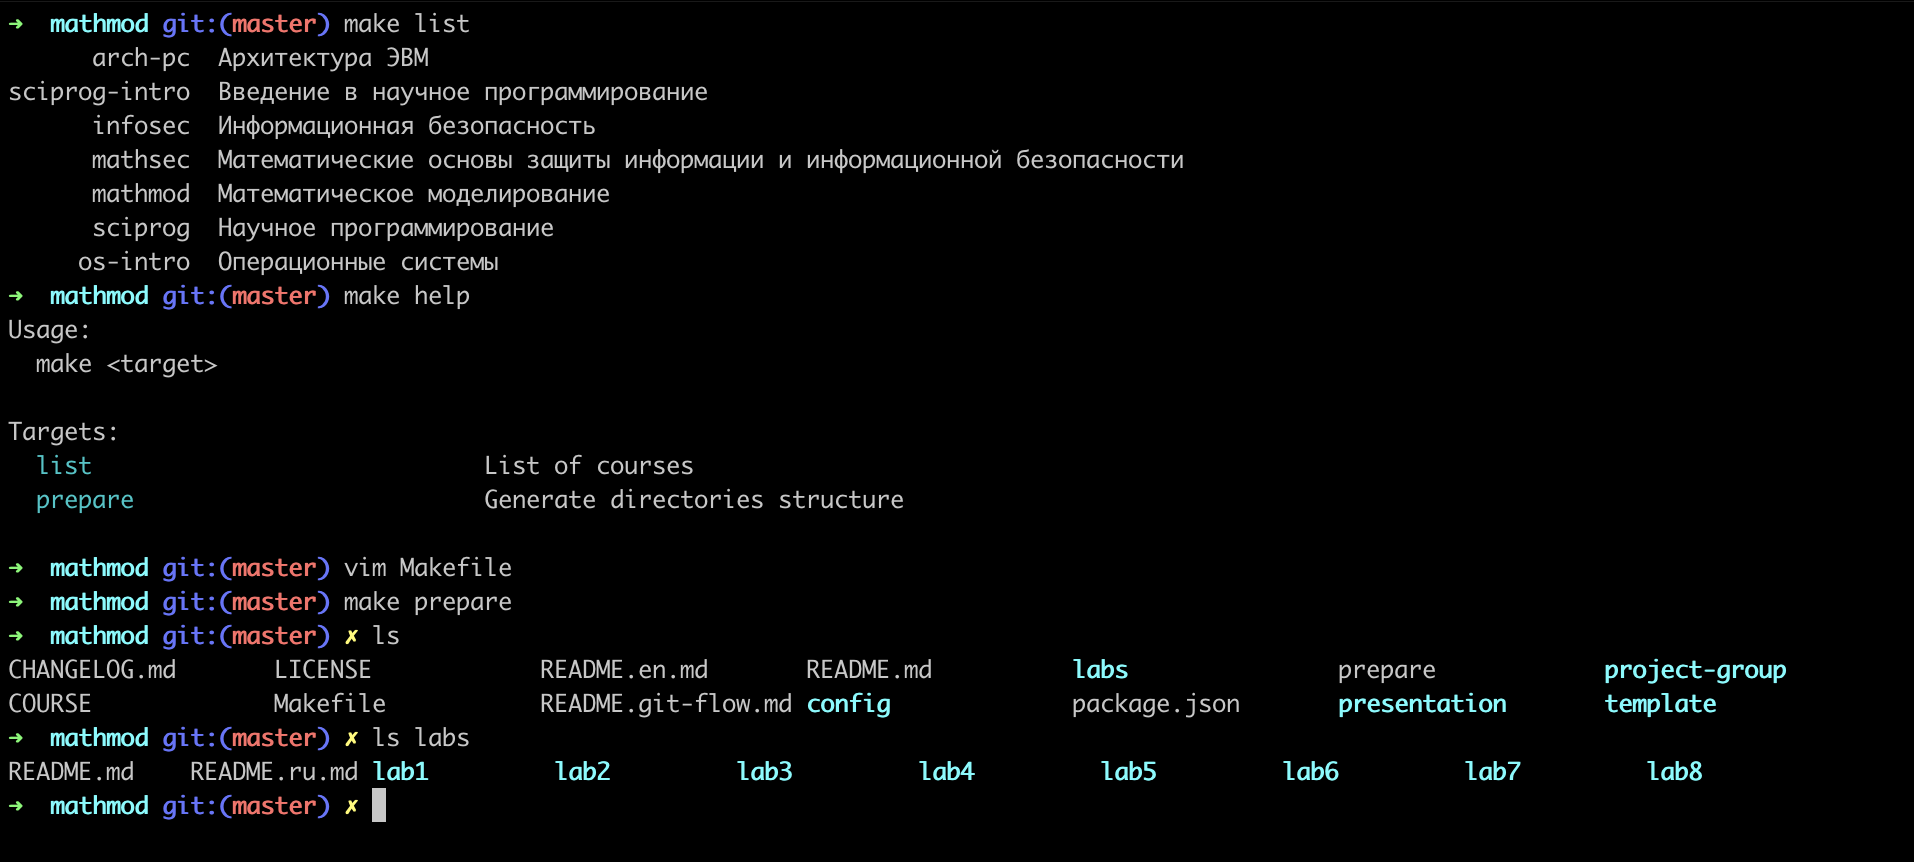 ➜  mathmod git:(master) make list
      arch-pc  Архитектура ЭВМ
sciprog-intro  Введение в научное программирование
      infosec  Информационная безопасность
      mathsec  Математические основы защиты информации и информационной безопасности
      mathmod  Математическое моделирование
      sciprog  Научное программирование
     os-intro  Операционные системы
➜  mathmod git:(master) make help
Usage:
  make <target>
Targets:
  list                            List of courses
  prepare                         Generate directories structure
➜  mathmod git:(master) vim Makefile
➜  mathmod git:(master) make prepare
➜  mathmod git:(master) ✗ ls
CHANGELOG.md       LICENSE            README.en.md       README.md          labs               prepare            project-group
COURSE             Makefile           README.git-flow.md config             package.json       presentation       template
➜  mathmod git:(master) ✗ ls labs
README.md    README.ru.md lab1         lab2         lab3         lab4         lab5         lab6         lab7         lab8
➜  mathmod git:(master) ✗